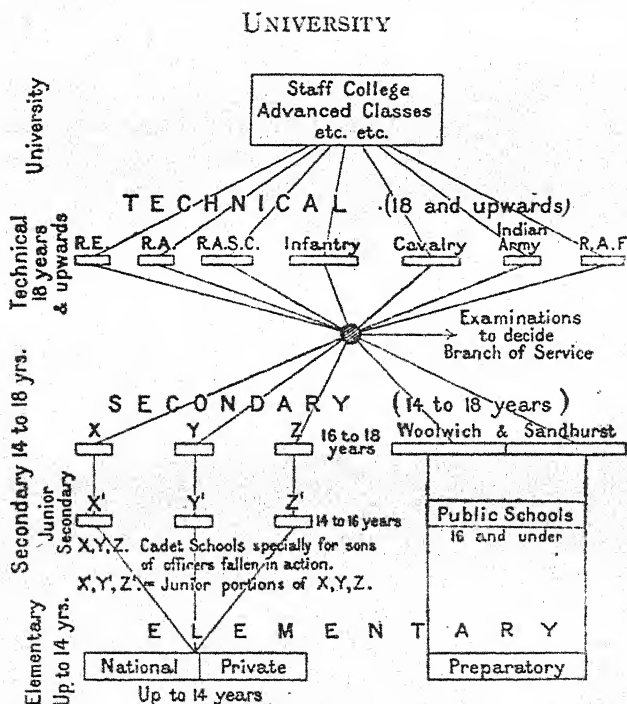 UNIVERSITY
University
Staff College
Advanced Classes
etc. etc.
Technical
18 years
& upwards
TECHNICAL (18 and upwards)
R.E. R.A. R.A.S.C. Infantry Cavalry Indian Army R.A.F
Examinations
to decide
Branch of Service
Secondary 14 to 18 yrs.
SECONDARY (14 to 18 years)
X Y Z 16 to 18 years
Woolwich & Sandhurst
Junior
Secondary
X' Y' Z' 14 to 16 years
Public Schools
16 and under
X,Y,Z. Cadet Schools specially for sons
of officers fallen in action.
X',Y',Z'.= Junior portions of X,Y,Z.
Elementary
Up to 14 yrs.
ELEMENTARY
National Private
Preparatory
Up to 14 years